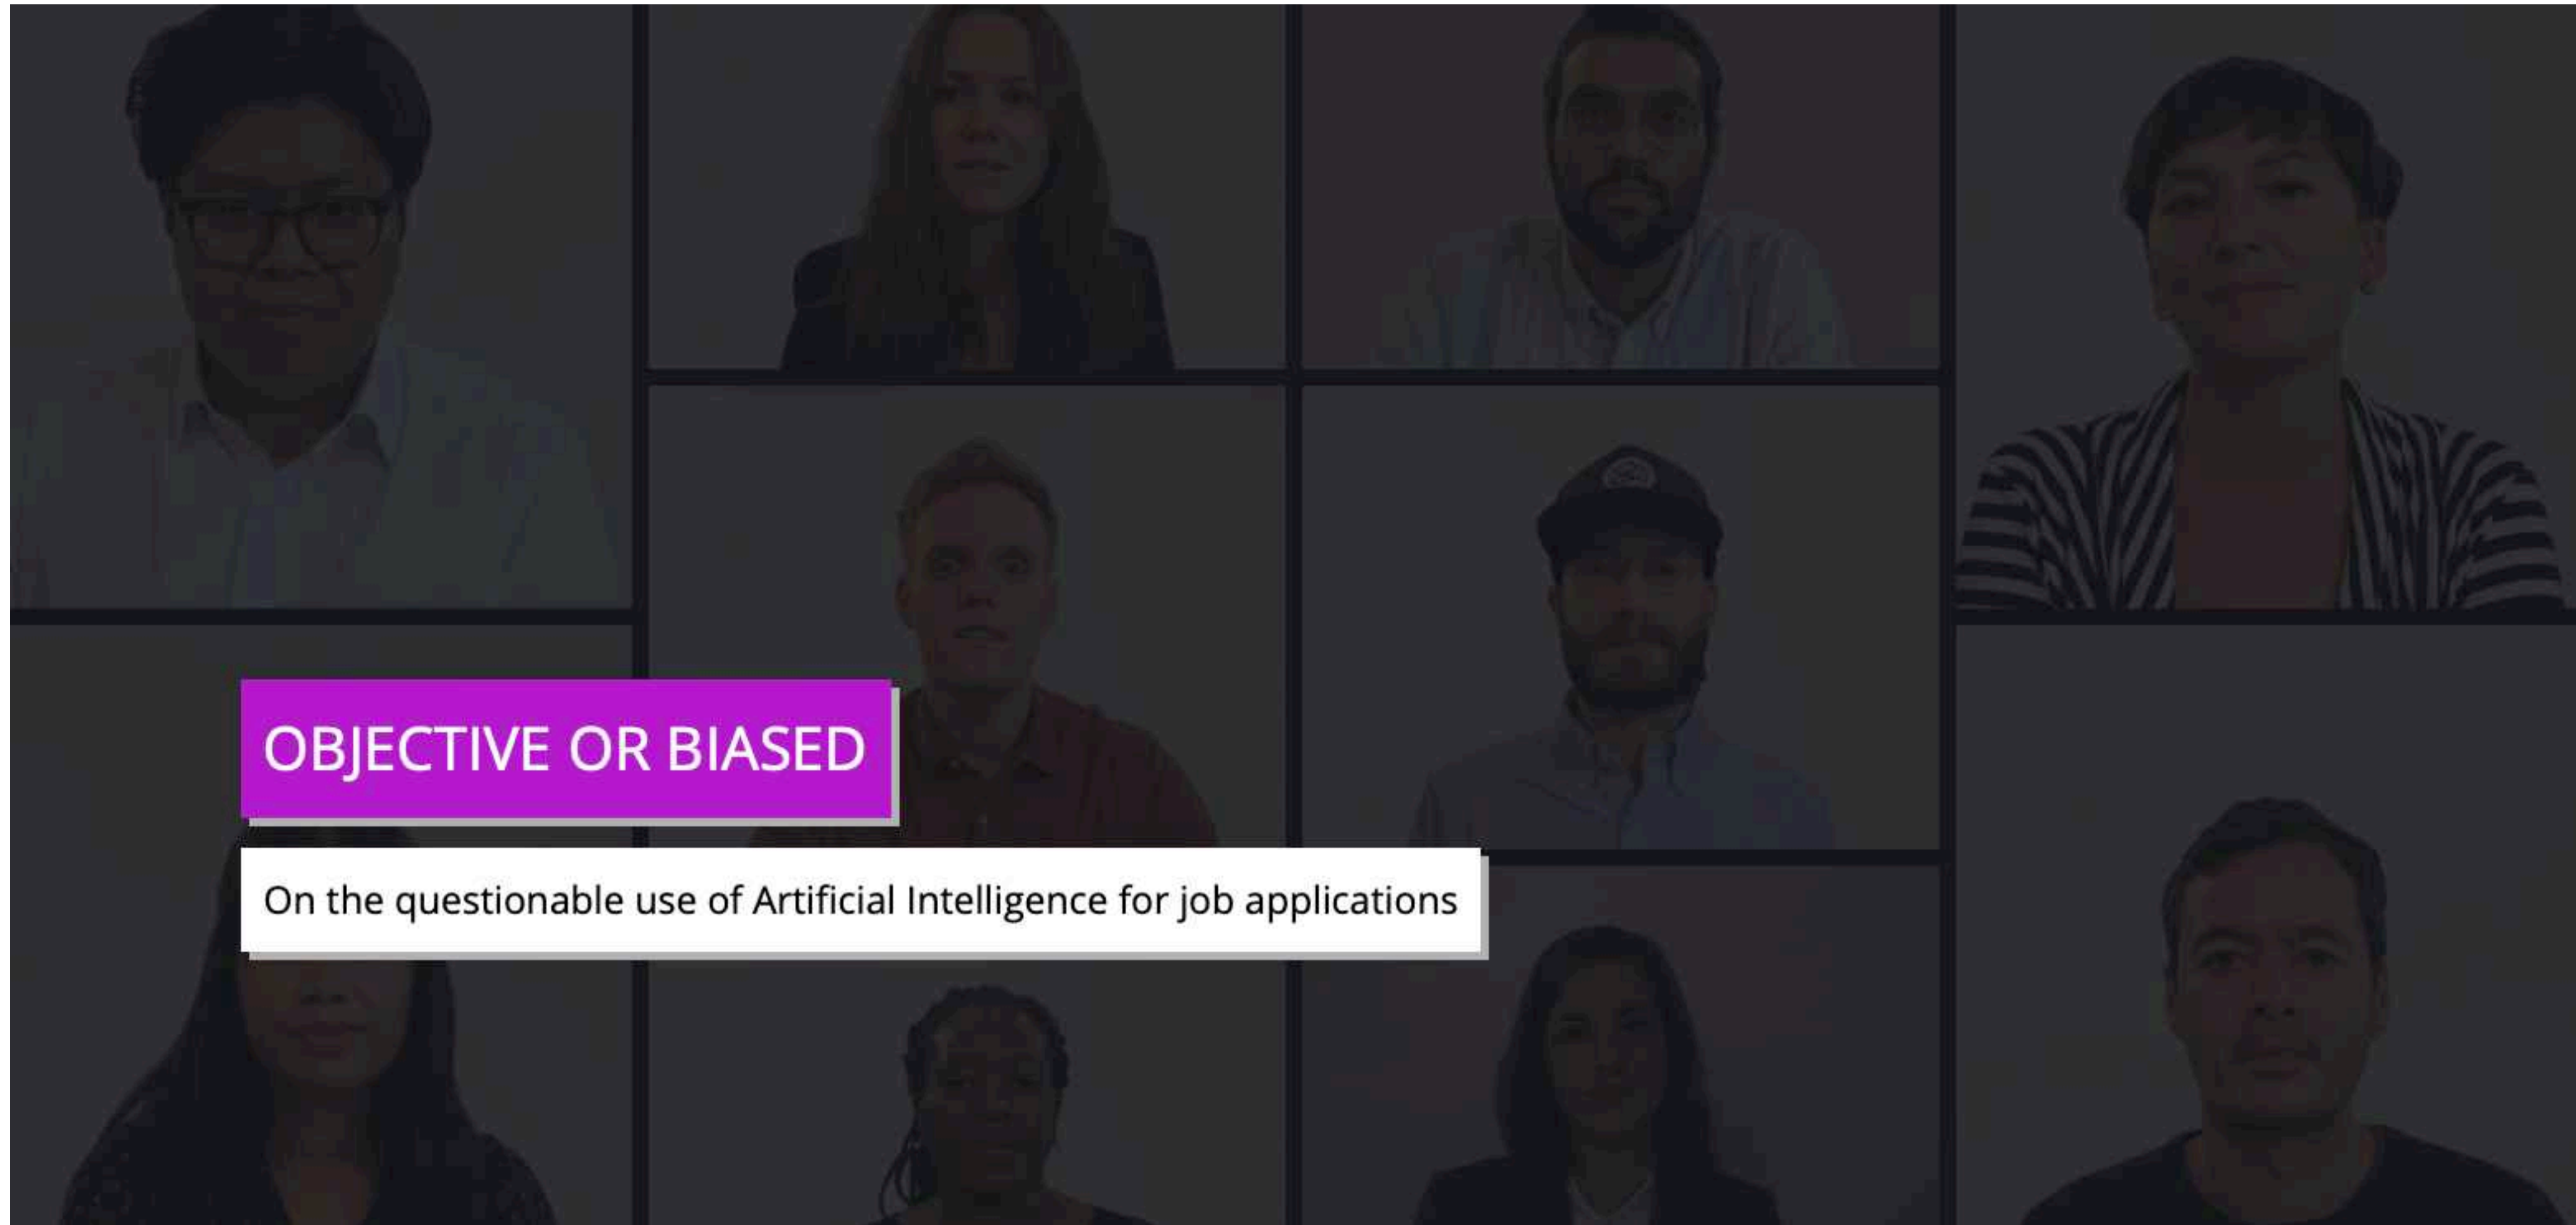 OBJECTIVE OR BIASED
On the questionable use of Artificial Intelligence for job applications